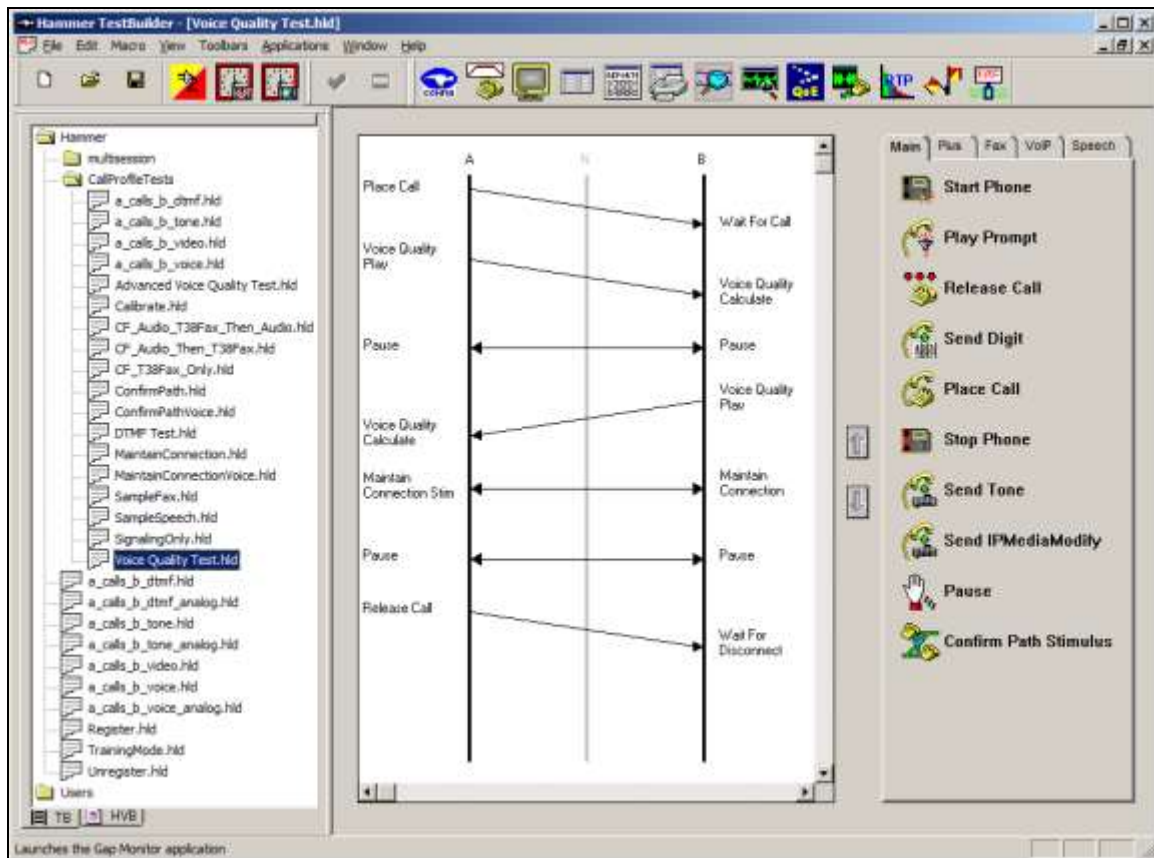 Hammer TestBuilder - [Voice Quality Test.hld]
File Edit Macro View Toolbars Applications Window Help
CONFIG
QoE
RTP
Hammer
multisession
CallProfileTests
a_calls_b_dtmf.hld
a_calls_b_tone.hld
a_calls_b_video.hld
a_calls_b_voice.hld
Advanced Voice Quality Test.hld
Calibrate.hld
CF_Audio_T38Fax_Then_Audio.hld
CF_Audio_Then_T38Fax.hld
CF_T38Fax_Only.hld
ConfirmPath.hld
ConfirmPathVoice.hld
DTMF Test.hld
MaintainConnection.hld
MaintainConnectionVoice.hld
SampleFax.hld
SampleSpeech.hld
SignalingOnly.hld
Voice Quality Test.hld
a_calls_b_dtmf.hld
a_calls_b_dtmf_analog.hld
a_calls_b_tone.hld
a_calls_b_tone_analog.hld
a_calls_b_video.hld
a_calls_b_voice.hld
a_calls_b_voice_analog.hld
Register.hld
TrainingMode.hld
Unregister.hld
Users
TB HVB
A N B
Place Call
Wait For Call
Voice Quality
Play
Voice Quality
Calculate
Pause Pause
Voice Quality
Play
Voice Quality
Calculate
Maintain
Connection Stim
Maintain
Connection
Pause Pause
Release Call
Wait For
Disconnect
Main Plus Fax VoIP Speech
Start Phone
Play Prompt
Release Call
Send Digit
Place Call
Stop Phone
Send Tone
Send IPMediaModify
Pause
Confirm Path Stimulus
Launches the Gap Monitor application